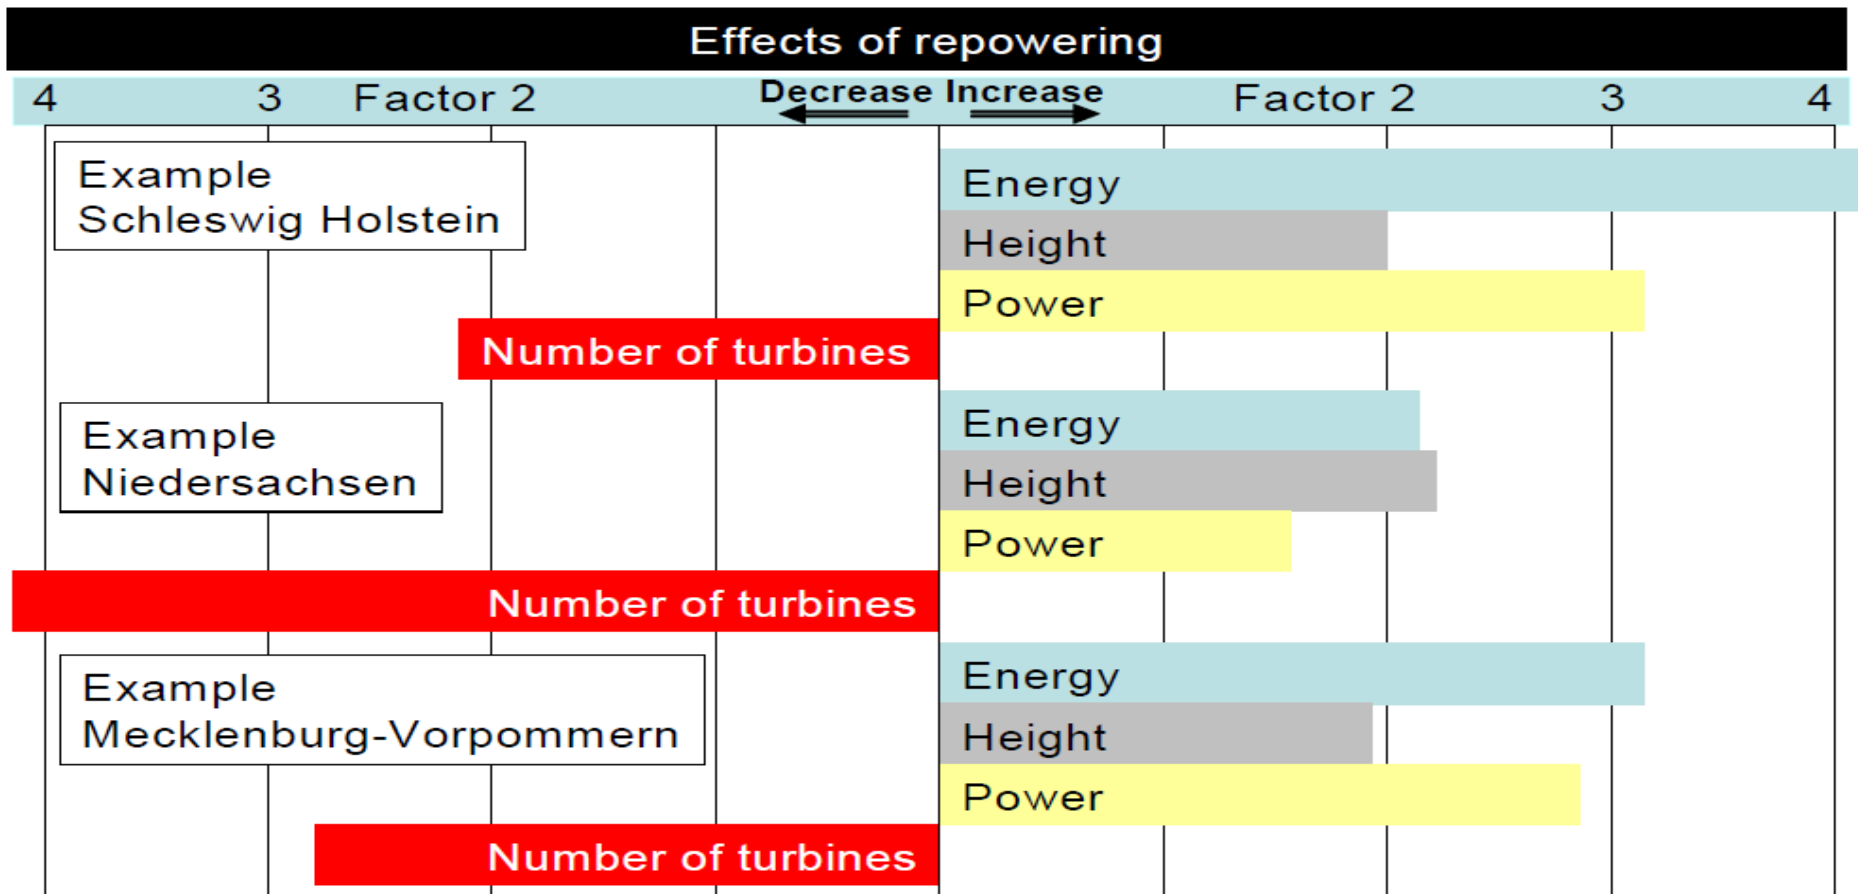 Effects of repowering
4 3 Factor 2 Decrease Increase Factor 2 3 4
Example
Schleswig Holstein
Energy
Height
Power
Number of turbines
Example
Niedersachsen
Energy
Height
Power
Number of turbines
Example
Mecklenburg-Vorpommern
Energy
Height
Power
Number of turbines